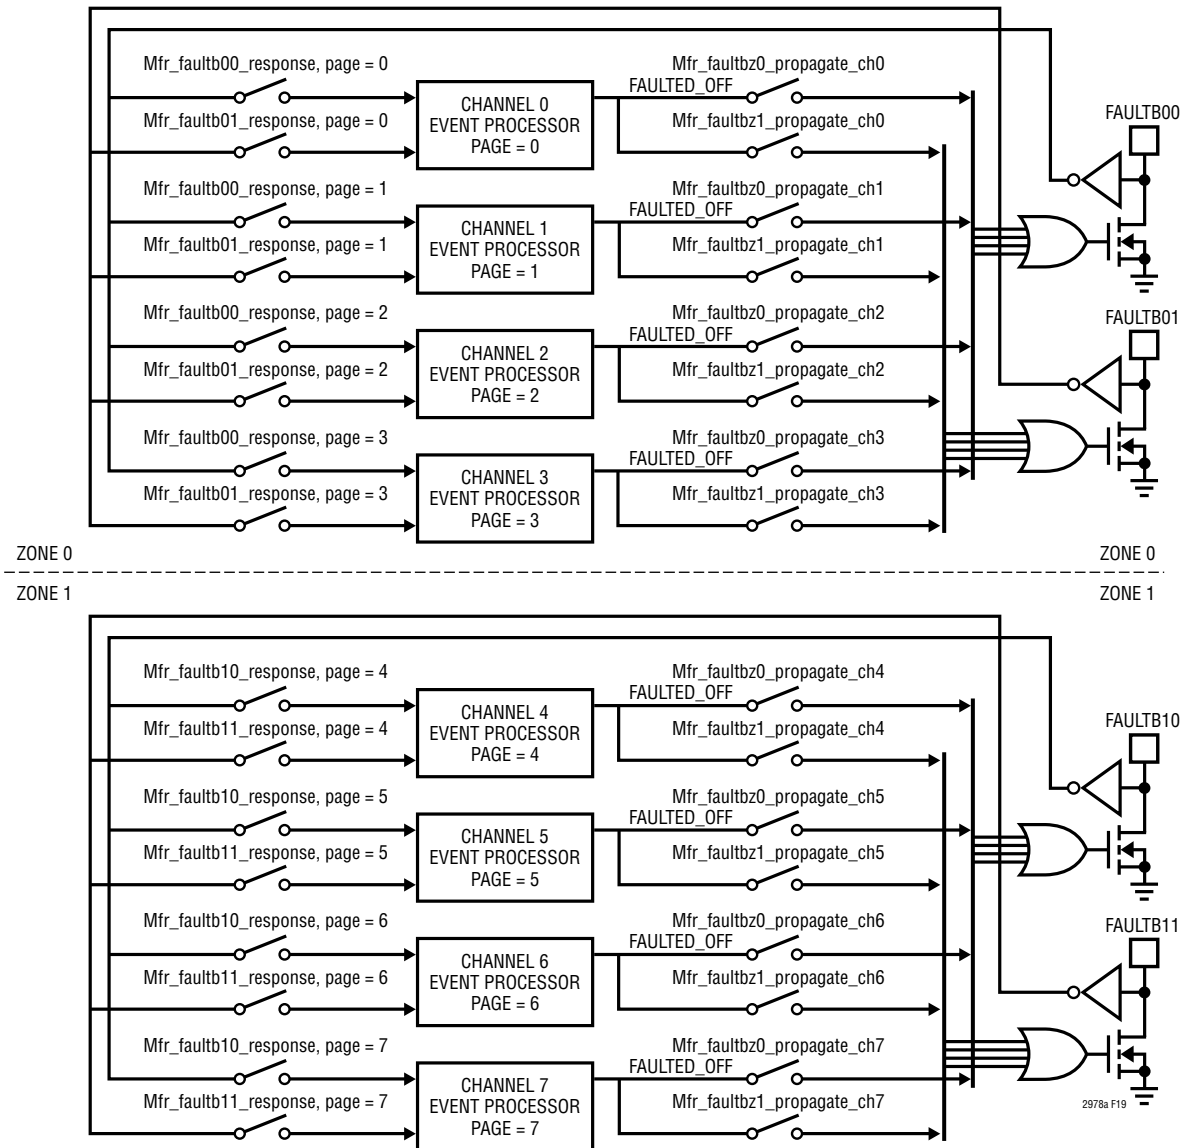 Mfr_faultb00_response, page = 0
Mfr_faultbz0_propagate_ch0
FAULTED_OFF
CHANNEL 0
EVENT PROCESSOR
PAGE = 0
Mfr_faultb01_response, page = 0
Mfr_faultbz1_propagate_ch0
FAULTB00
Mfr_faultb00_response, page = 1
Mfr_faultbz0_propagate_ch1
FAULTED_OFF
CHANNEL 1
EVENT PROCESSOR
PAGE = 1
Mfr_faultb01_response, page = 1
Mfr_faultbz1_propagate_ch1
Mfr_faultb00_response, page = 2
Mfr_faultbz0_propagate_ch2
FAULTED_OFF
CHANNEL 2
EVENT PROCESSOR
PAGE = 2
Mfr_faultb01_response, page = 2
Mfr_faultbz1_propagate_ch2
FAULTB01
Mfr_faultb00_response, page = 3
Mfr_faultbz0_propagate_ch3
FAULTED_OFF
CHANNEL 3
EVENT PROCESSOR
PAGE = 3
Mfr_faultb01_response, page = 3
Mfr_faultbz1_propagate_ch3
ZONE 0
ZONE 0
ZONE 1
ZONE 1
Mfr_faultb10_response, page = 4
Mfr_faultbz0_propagate_ch4
FAULTED_OFF
CHANNEL 4
EVENT PROCESSOR
PAGE = 4
Mfr_faultb11_response, page = 4
Mfr_faultbz1_propagate_ch4
FAULTB10
Mfr_faultb10_response, page = 5
Mfr_faultbz0_propagate_ch5
FAULTED_OFF
CHANNEL 5
EVENT PROCESSOR
PAGE = 5
Mfr_faultb11_response, page = 5
Mfr_faultbz1_propagate_ch5
Mfr_faultb10_response, page = 6
Mfr_faultbz0_propagate_ch6
FAULTED_OFF
CHANNEL 6
EVENT PROCESSOR
PAGE = 6
Mfr_faultb11_response, page = 6
Mfr_faultbz1_propagate_ch6
FAULTB11
Mfr_faultb10_response, page = 7
Mfr_faultbz0_propagate_ch7
FAULTED_OFF
CHANNEL 7
EVENT PROCESSOR
PAGE = 7
Mfr_faultb11_response, page = 7
Mfr_faultbz1_propagate_ch7
2978a F19